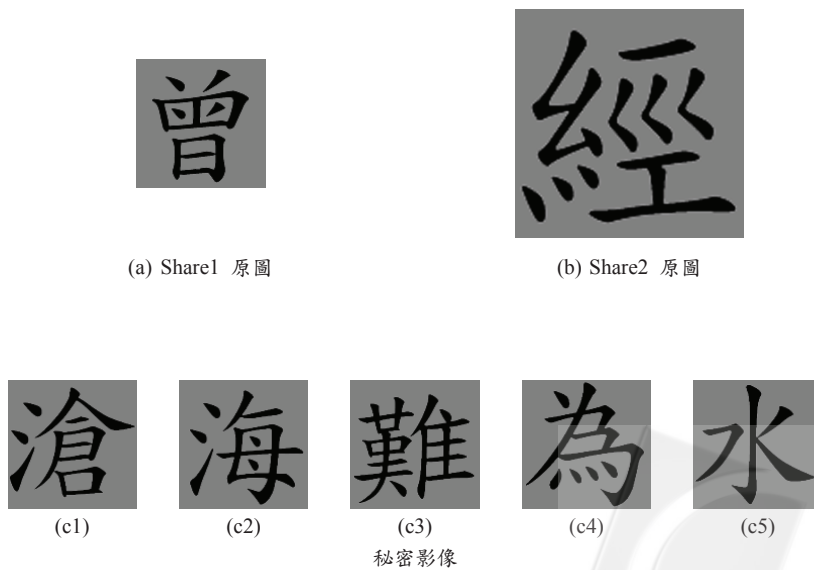 曾 經
(a) Share1 原圖 (b) Share2 原圖
滄 海 難 為 水
(c1) (c2) (c3) (c4) (c5)
秘密影像